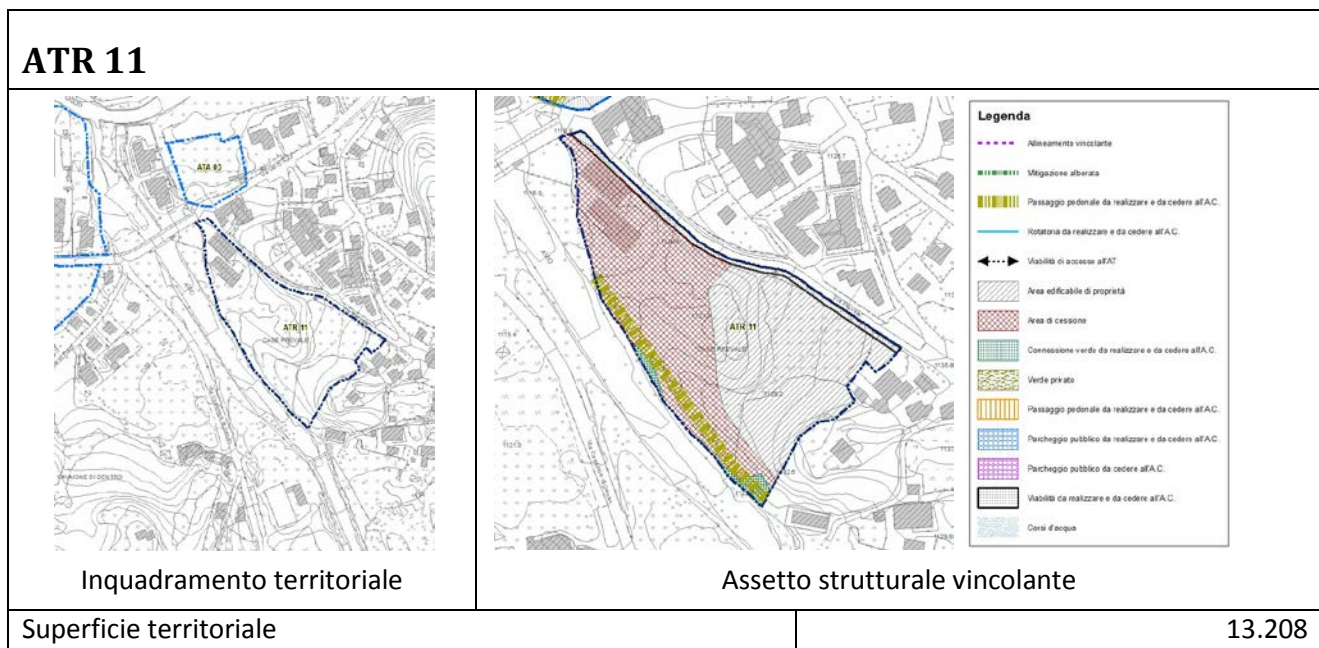 ATR 11
ATA 03
ATR 11
CASE PREVALE
Inquadramento territoriale
ATR 11
CASE PREVALE
Assetto strutturale vincolante
Legenda
Allineamento vincolante
Mitigazione alberata
Passaggio pedonale da realizzare e da cedere all'A.C.
Rotatoria da realizzare e da cedere all'A.C.
Viabilità di accesso all'AT
Area edificabile di proprietà
Area di cessione
Connessione verde da realizzare e da cedere all'A.C.
Verde privato
Passaggio pedonale da realizzare e da cedere all'A.C.
Parcheggio pubblico da realizzare e da cedere all'A.C.
Parcheggio pubblico da cedere all'A.C.
Viabilità da realizzare e da cedere all'A.C.
Corsi d'acqua
Superficie territoriale 13.208